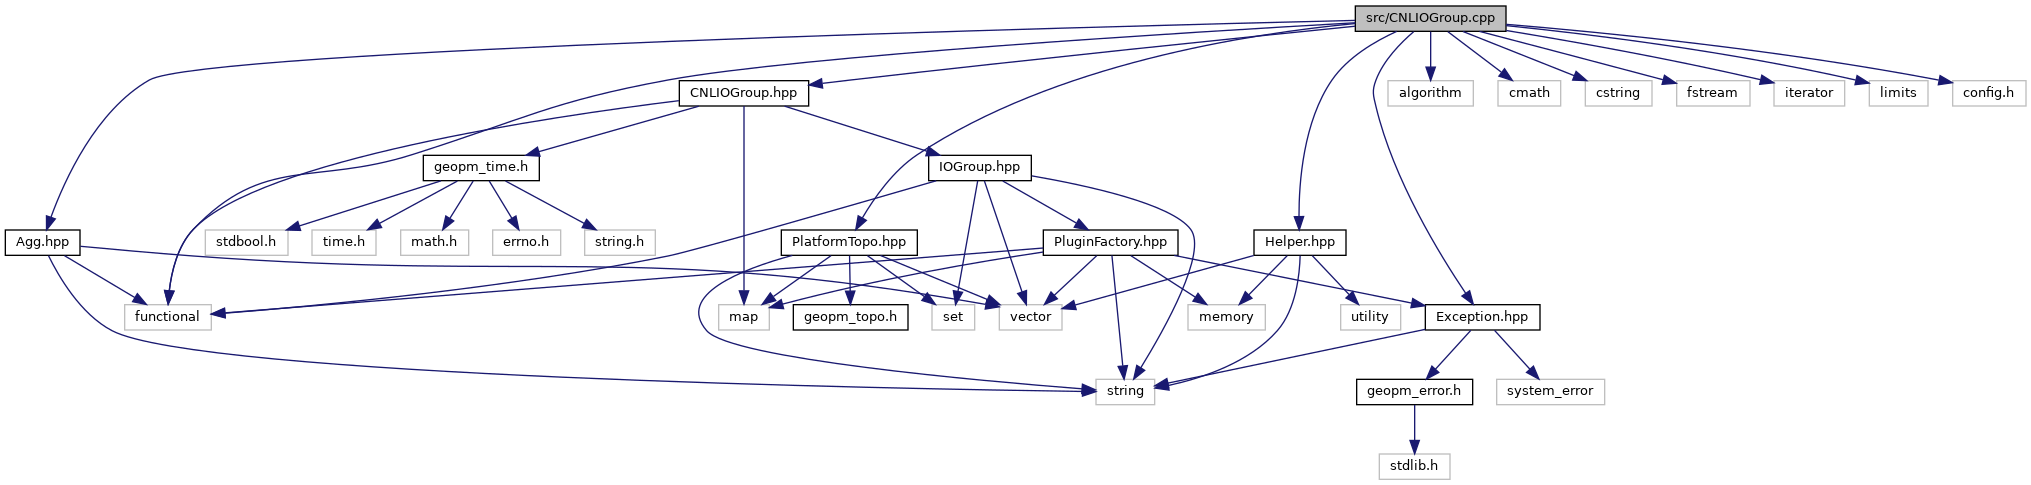 src/CNLIOGroup.cpp
CNLIOGroup.hpp
algorithm
cmath
cstring
fstream
iterator
limits
config.h
geopm_time.h
IOGroup.hpp
Agg.hpp
stdbool.h
time.h
math.h
errno.h
string.h
PlatformTopo.hpp
PluginFactory.hpp
Helper.hpp
functional
map
geopm_topo.h
set
vector
memory
utility
Exception.hpp
string
geopm_error.h
system_error
stdlib.h